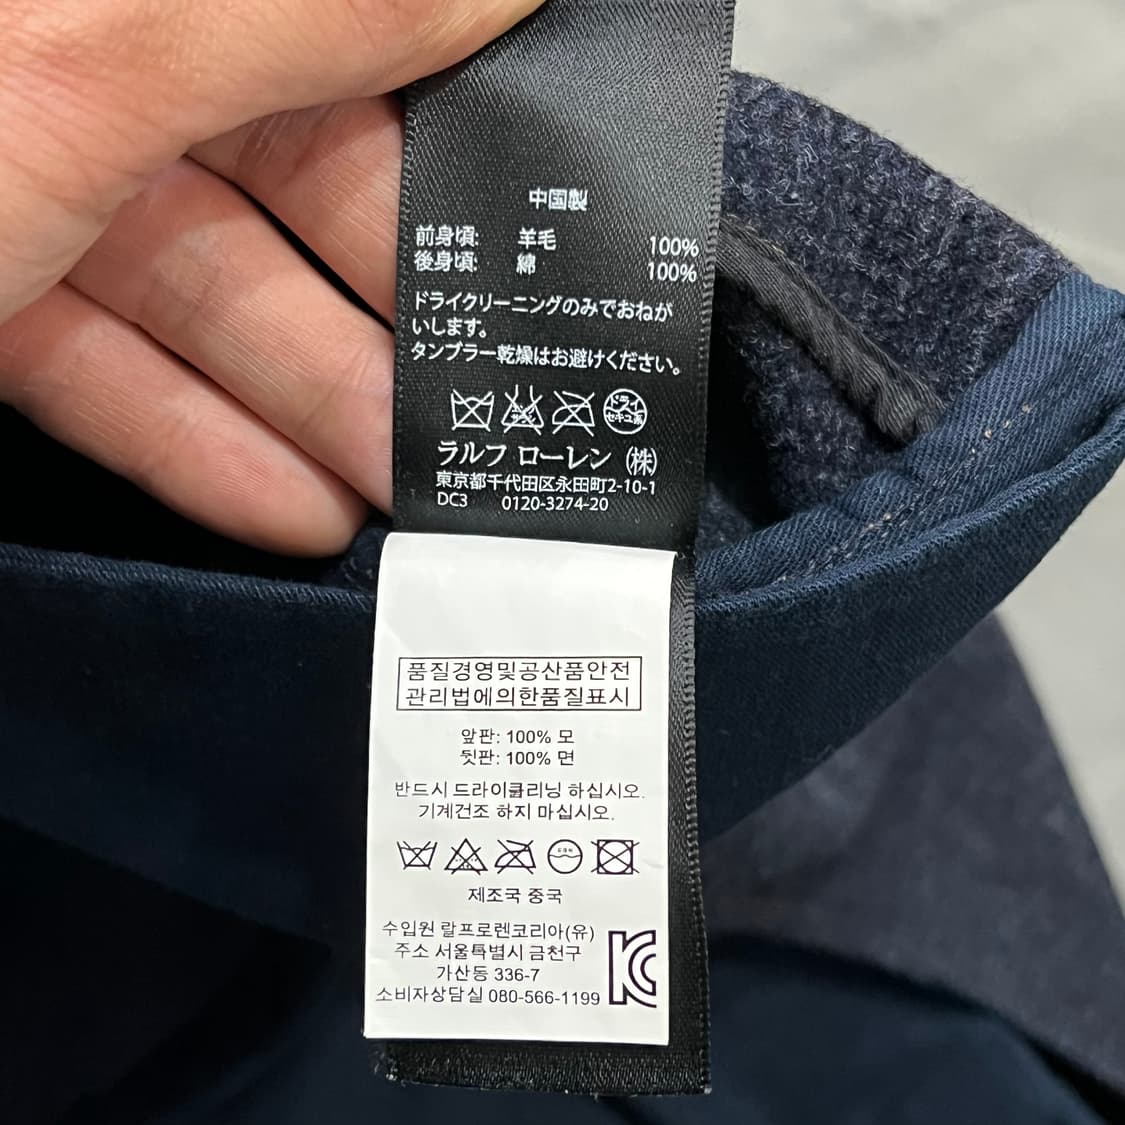 中国製
前身頃: 羊毛 100%
後身頃: 綿 100%
ドライクリーニングのみでおねが
いします。
タンブラー乾燥はお避けください。
ドライ
セキユ系
ラルフ ローレン (株)
東京都千代田区永田町2-10-1
DC3 0120-3274-20
품질경영및공산품안전
관리법에의한품질표시
앞판: 100% 모
뒷판: 100% 면
반드시 드라이클리닝 하십시오.
기계건조 하지 마십시오.
제조국 중국
수입원 랄프로렌코리아(유)
주소 서울특별시 금천구
가산동 336-7
소비자상담실 080-566-1199